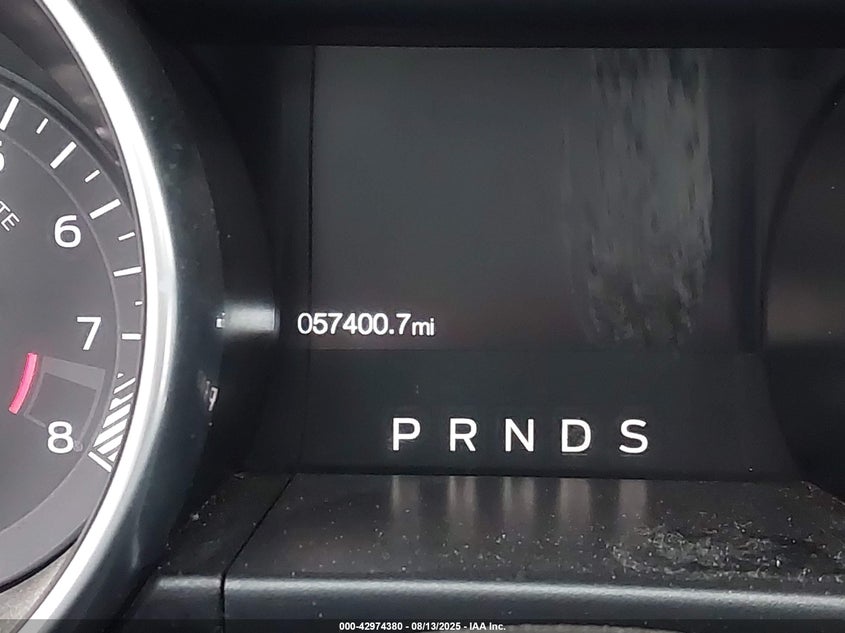 6
7
8
057400.7mi
P R N D S
000-42974380 - 08/13/2025 - IAA Inc.